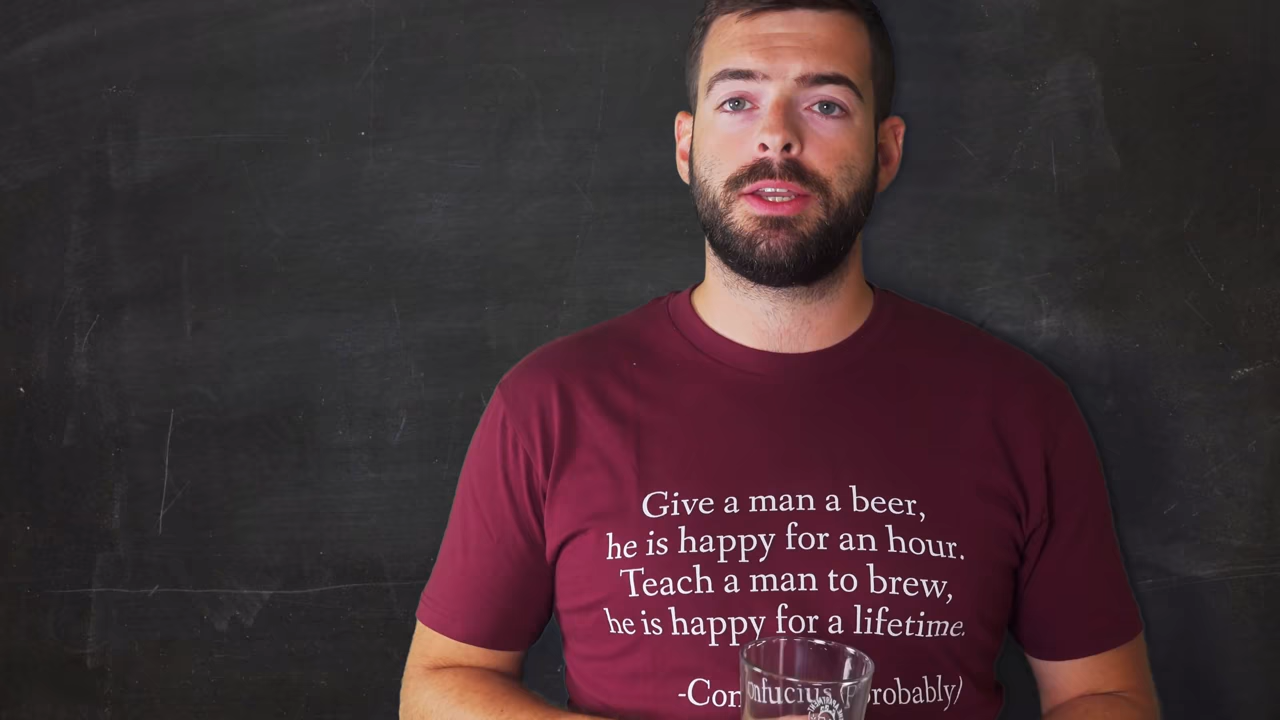 Give a man a beer,
he is happy for an hour.
Teach a man to brew,
he is happy for a lifetime.
-Confucius (Probably)